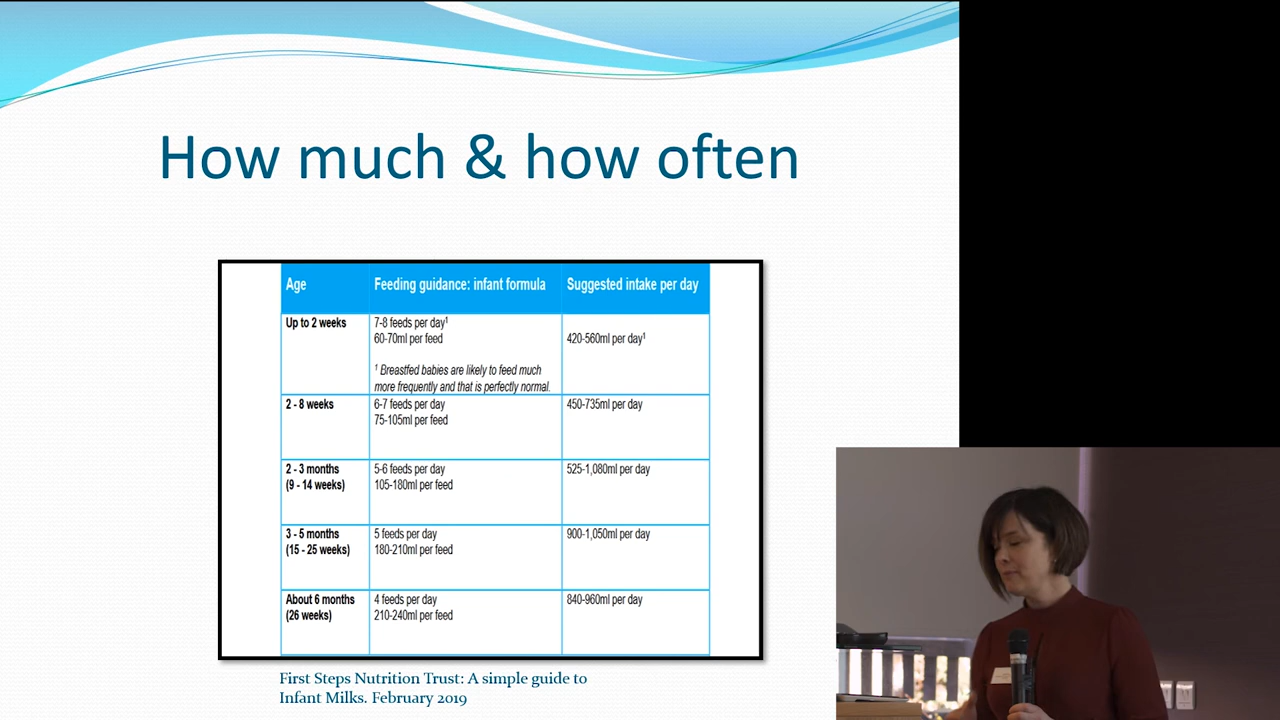 How much & how often
Age Feeding guidance: infant formula Suggested intake per day
Up to 2 weeks 7-8 feeds per day¹
60-70ml per feed 420-560ml per day¹
¹ Breastfed babies are likely to feed much
more frequently and that is perfectly normal.
2 - 8 weeks 6-7 feeds per day 450-735ml per day
75-105ml per feed
2 - 3 months 5-6 feeds per day 525-1,080ml per day
(9 - 14 weeks) 105-180ml per feed
3 - 5 months 5 feeds per day 900-1,050ml per day
(15 - 25 weeks) 180-210ml per feed
About 6 months 4 feeds per day 840-960ml per day
(26 weeks) 210-240ml per feed
First Steps Nutrition Trust: A simple guide to
Infant Milks. February 2019